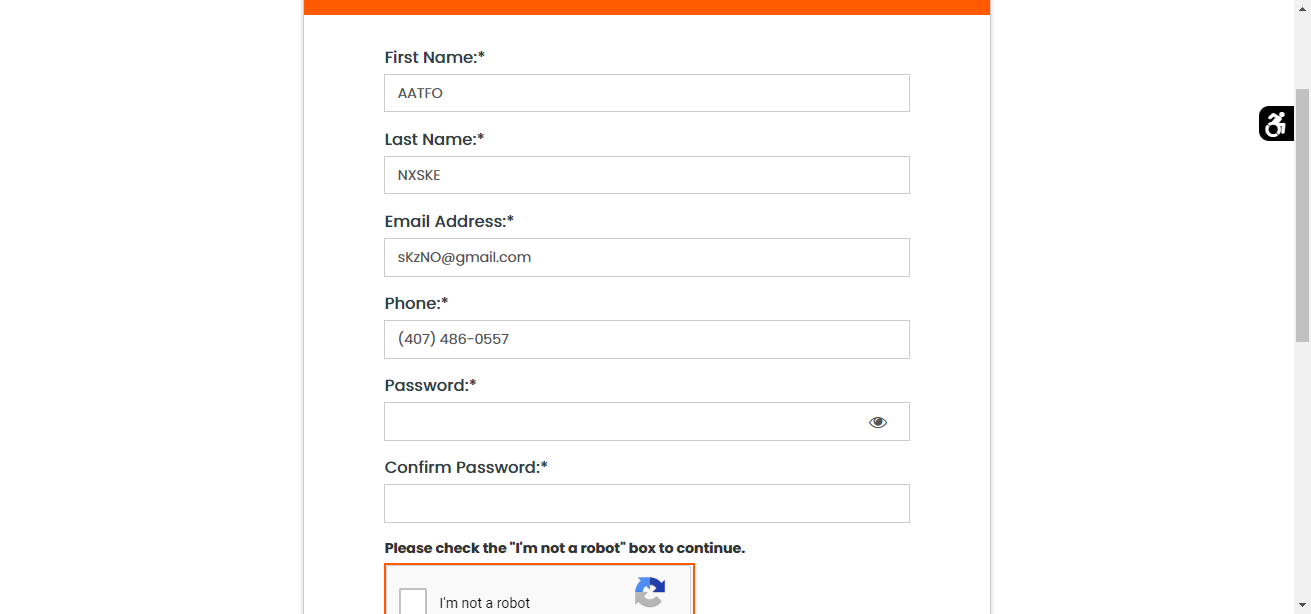 First Name:*
AATFO
Last Name:*
NXSKE
Email Address:*
sKzNO@gmail.com
Phone:*
(407) 486-0557
Password:*
Confirm Password:*
Please check the "I'm not a robot" box to continue.
I'm not a robot